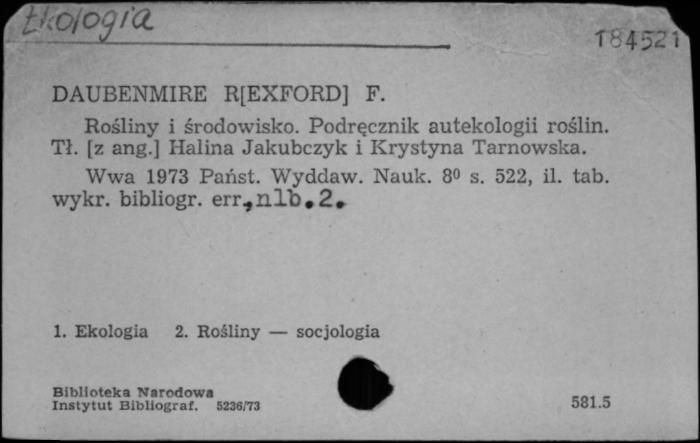 Ekologia
184521
DAUBENMIRE R[EXFORD] F.
Rośliny i środowisko. Podręcznik autekologii roślin.
Tł. [z ang.] Halina Jakubczyk i Krystyna Tarnowska.
Wwa 1973 Państ. Wyddaw. Nauk. 8⁰ s. 522, il. tab.
wykr. bibliogr. err., nlb. 2.
1. Ekologia 2. Rośliny — socjologia
Biblioteka Narodowa
Instytut Bibliograf. 5236/73 581.5